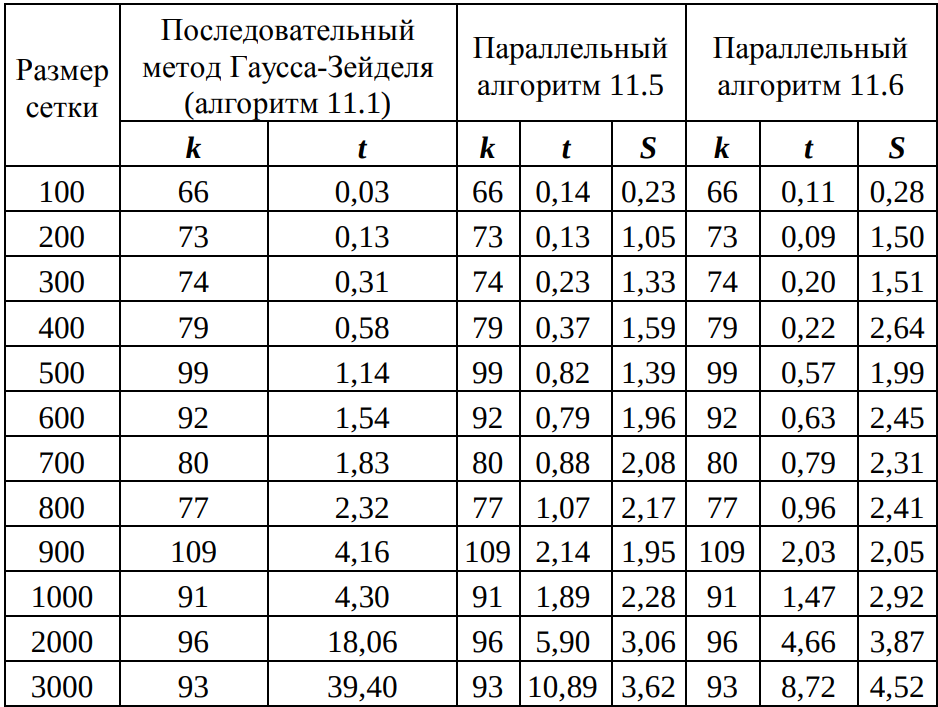 Размер сетки Последовательный метод Гаусса-Зейделя (алгоритм 11.1) Параллельный алгоритм 11.5 Параллельный алгоритм 11.6
k t k t S k t S
100 66 0,03 66 0,14 0,23 66 0,11 0,28
200 73 0,13 73 0,13 1,05 73 0,09 1,50
300 74 0,31 74 0,23 1,33 74 0,20 1,51
400 79 0,58 79 0,37 1,59 79 0,22 2,64
500 99 1,14 99 0,82 1,39 99 0,57 1,99
600 92 1,54 92 0,79 1,96 92 0,63 2,45
700 80 1,83 80 0,88 2,08 80 0,79 2,31
800 77 2,32 77 1,07 2,17 77 0,96 2,41
900 109 4,16 109 2,14 1,95 109 2,03 2,05
1000 91 4,30 91 1,89 2,28 91 1,47 2,92
2000 96 18,06 96 5,90 3,06 96 4,66 3,87
3000 93 39,40 93 10,89 3,62 93 8,72 4,52